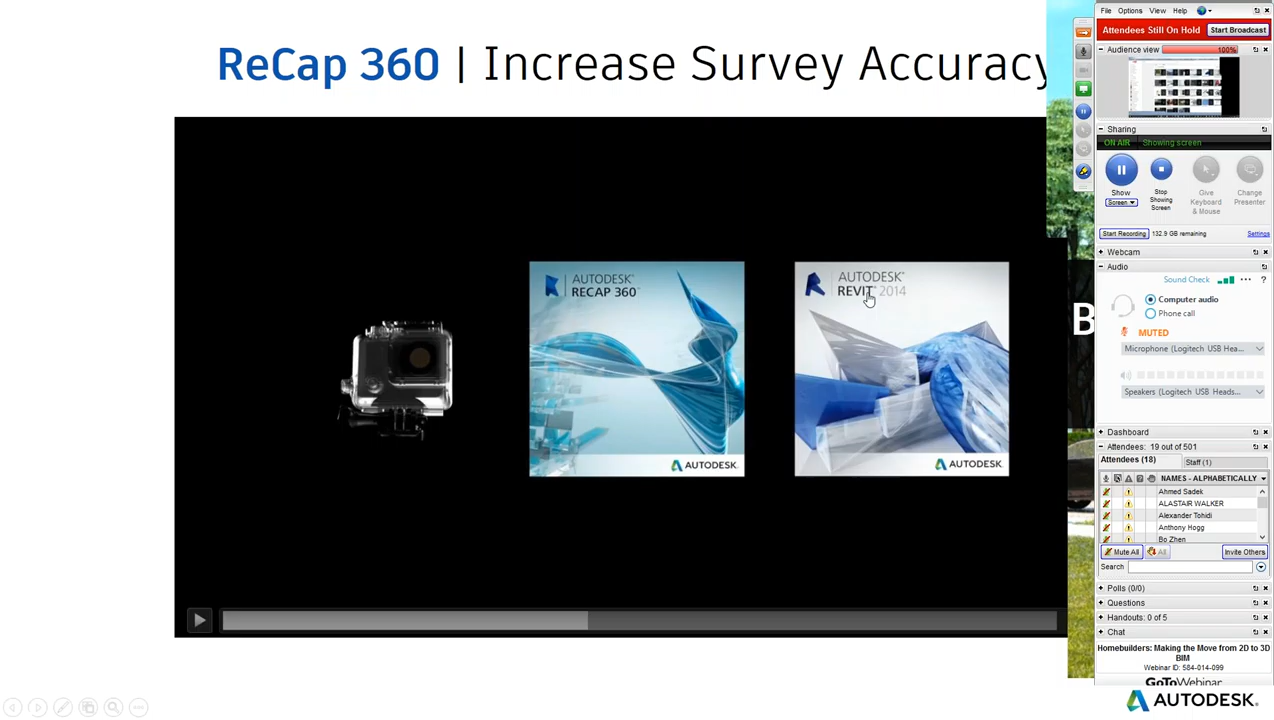 ReCap 360 | Increase Survey Accuracy
AUTODESK®
RECAP 360™
AUTODESK
AUTODESK®
REVIT® 2014
AUTODESK
File Options View Help
Attendees Still On Hold Start Broadcast
Audience view 100%
Sharing
ON AIR Showing screen
Show
Screen
Stop
Showing
Screen
Give
Keyboard
& Mouse
Change
Presenter
Start Recording 132.9 GB remaining Settings
Webcam
Audio
Sound Check ?
Computer audio
Phone call
MUTED
Microphone (Logitech USB Hea...
Speakers (Logitech USB Heads...
B
Dashboard
Attendees: 19 out of 501
Attendees (18) Staff (1)
NAMES - ALPHABETICALLY
Ahmed Sadek
ALASTAIR WALKER
Alexander Tohidi
Anthony Hogg
Bo Zhen
Mute All All Invite Others
Search
Polls (0/0)
Questions
Handouts: 0 of 5
Chat
Homebuilders: Making the Move from 2D to 3D
BIM
Webinar ID: 584-014-099
GoToWebinar
AUTODESK.